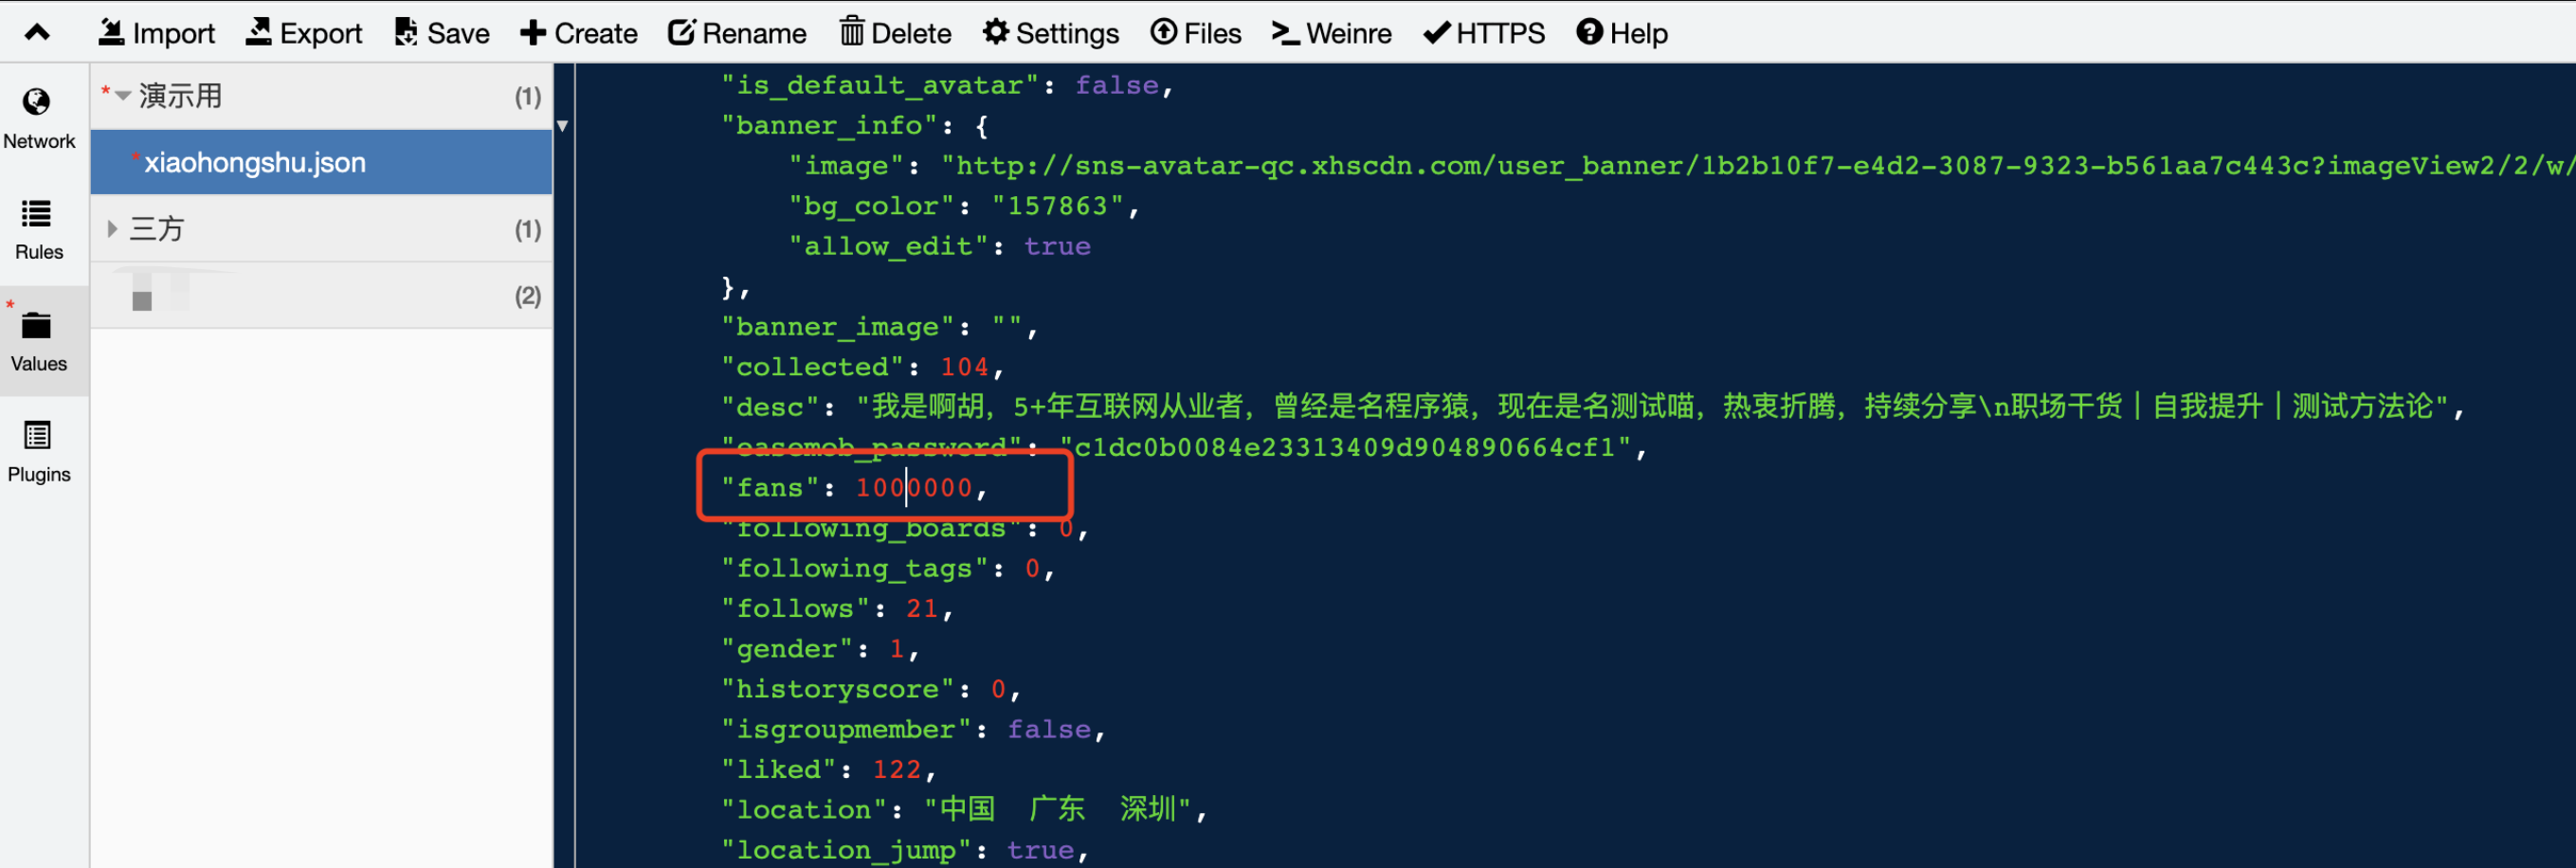 Import Export Save Create Rename Delete Settings Files Weinre HTTPS Help
Network
Rules
Values
Plugins
* 演示用 (1)
* xiaohongshu.json
三方 (1)
(2)
"is_default_avatar": false,
"banner_info": {
"image": "http://sns-avatar-qc.xhscdn.com/user_banner/1b2b10f7-e4d2-3087-9323-b561aa7c443c?imageView2/2/w/
"bg_color": "157863",
"allow_edit": true
},
"banner_image": "",
"collected": 104,
"desc": "我是啊胡，5+年互联网从业者，曾经是名程序猿，现在是名测试喵，热衷折腾，持续分享\n职场干货｜自我提升｜测试方法论",
"easemob_password": "c1dc0b0084e23313409d904890664cf1",
"fans": 1000000,
"following_boards": 0,
"following_tags": 0,
"follows": 21,
"gender": 1,
"historyscore": 0,
"isgroupmember": false,
"liked": 122,
"location": "中国 广东 深圳",
"location_jump": true,